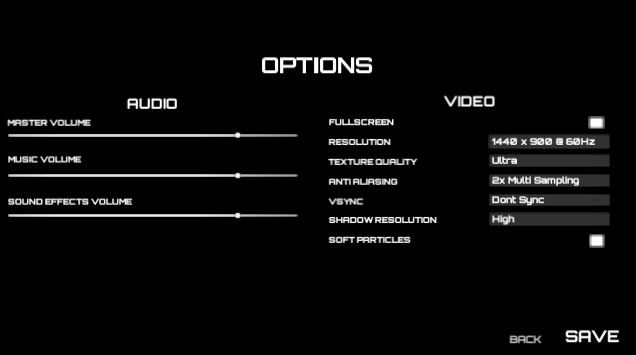 OPTIONS
AUDIO
MASTER VOLUME
MUSIC VOLUME
SOUND EFFECTS VOLUME
VIDEO
FULLSCREEN
RESOLUTION 1440 x 900 @ 60Hz
TEXTURE QUALITY Ultra
ANTI ALIASING 2x Multi Sampling
VSYNC Dont Sync
SHADOW RESOLUTION High
SOFT PARTICLES
BACK SAVE